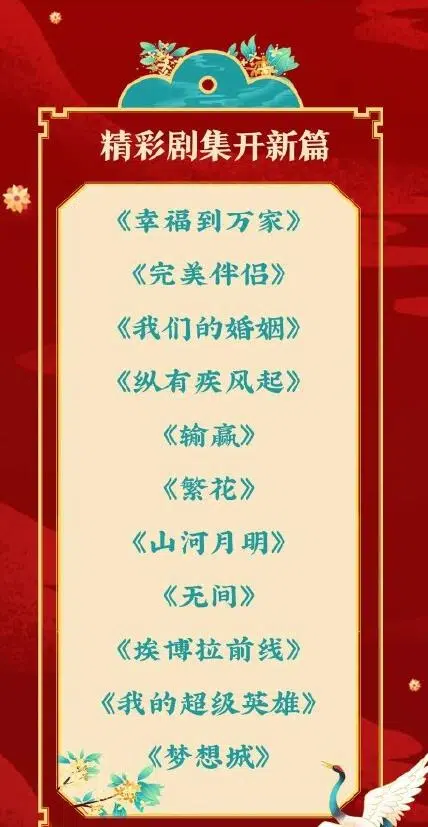 精彩剧集开新篇
《幸福到万家》
《完美伴侣》
《我们的婚姻》
《纵有疾风起》
《输赢》
《繁花》
《山河月明》
《无间》
《埃博拉前线》
《我的超级英雄》
《梦想城》